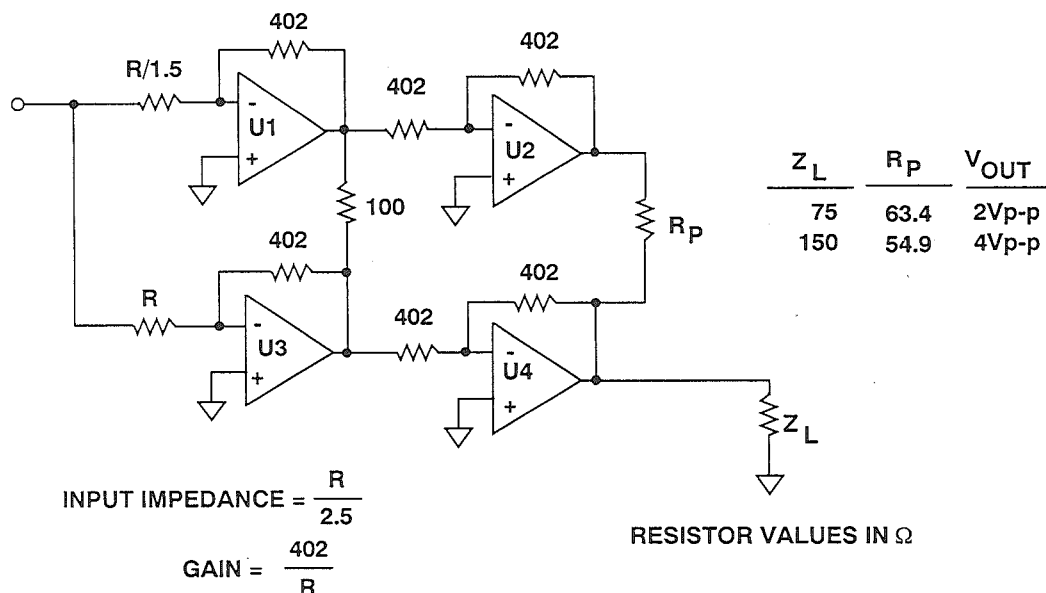 402
402
R/1.5
402
-
U1
+
-
U2
+
100
402
R
402
402
-
U3
+
-
U4
+
R_P
Z_L
Z_L R_P V_OUT
75 63.4 2Vp-p
150 54.9 4Vp-p
INPUT IMPEDANCE = R
2.5
GAIN = 402
R
RESISTOR VALUES IN Ω